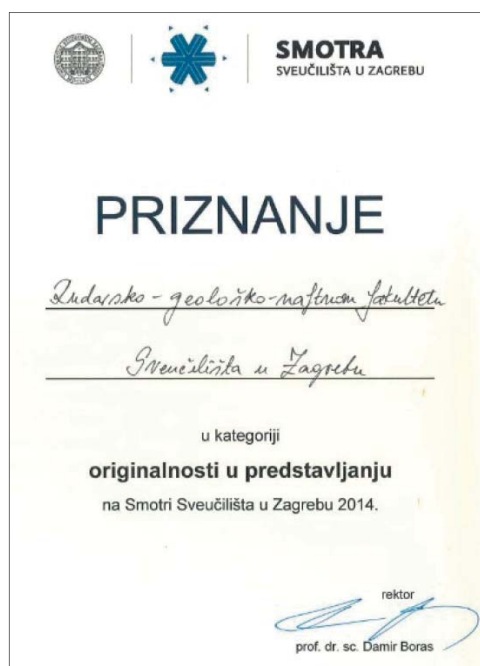 SMOTRA
SVEUČILIŠTA U ZAGREBU
PRIZNANJE
Rudarsko-geološko-naftnom fakultetu
Sveučilišta u Zagrebu
u kategoriji
originalnosti u predstavljanju
na Smotri Sveučilišta u Zagrebu 2014.
rektor
prof. dr. sc. Damir Boras